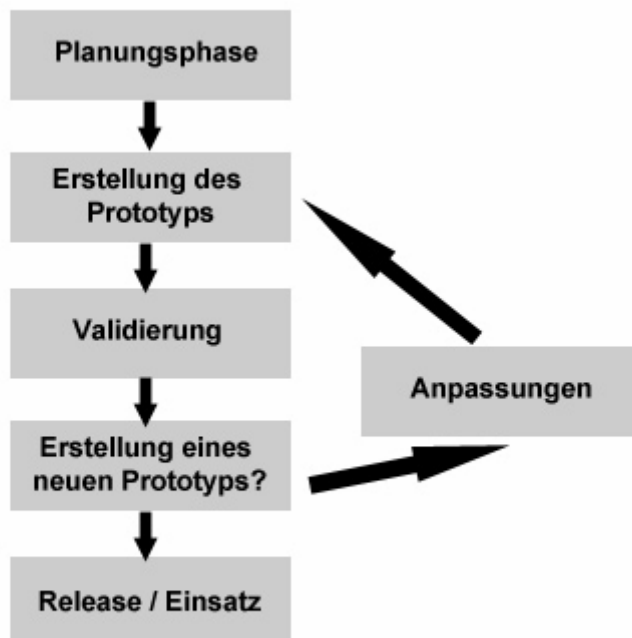 Planungsphase
Erstellung des
Prototyps
Validierung
Anpassungen
Erstellung eines
neuen Prototyps?
Release / Einsatz